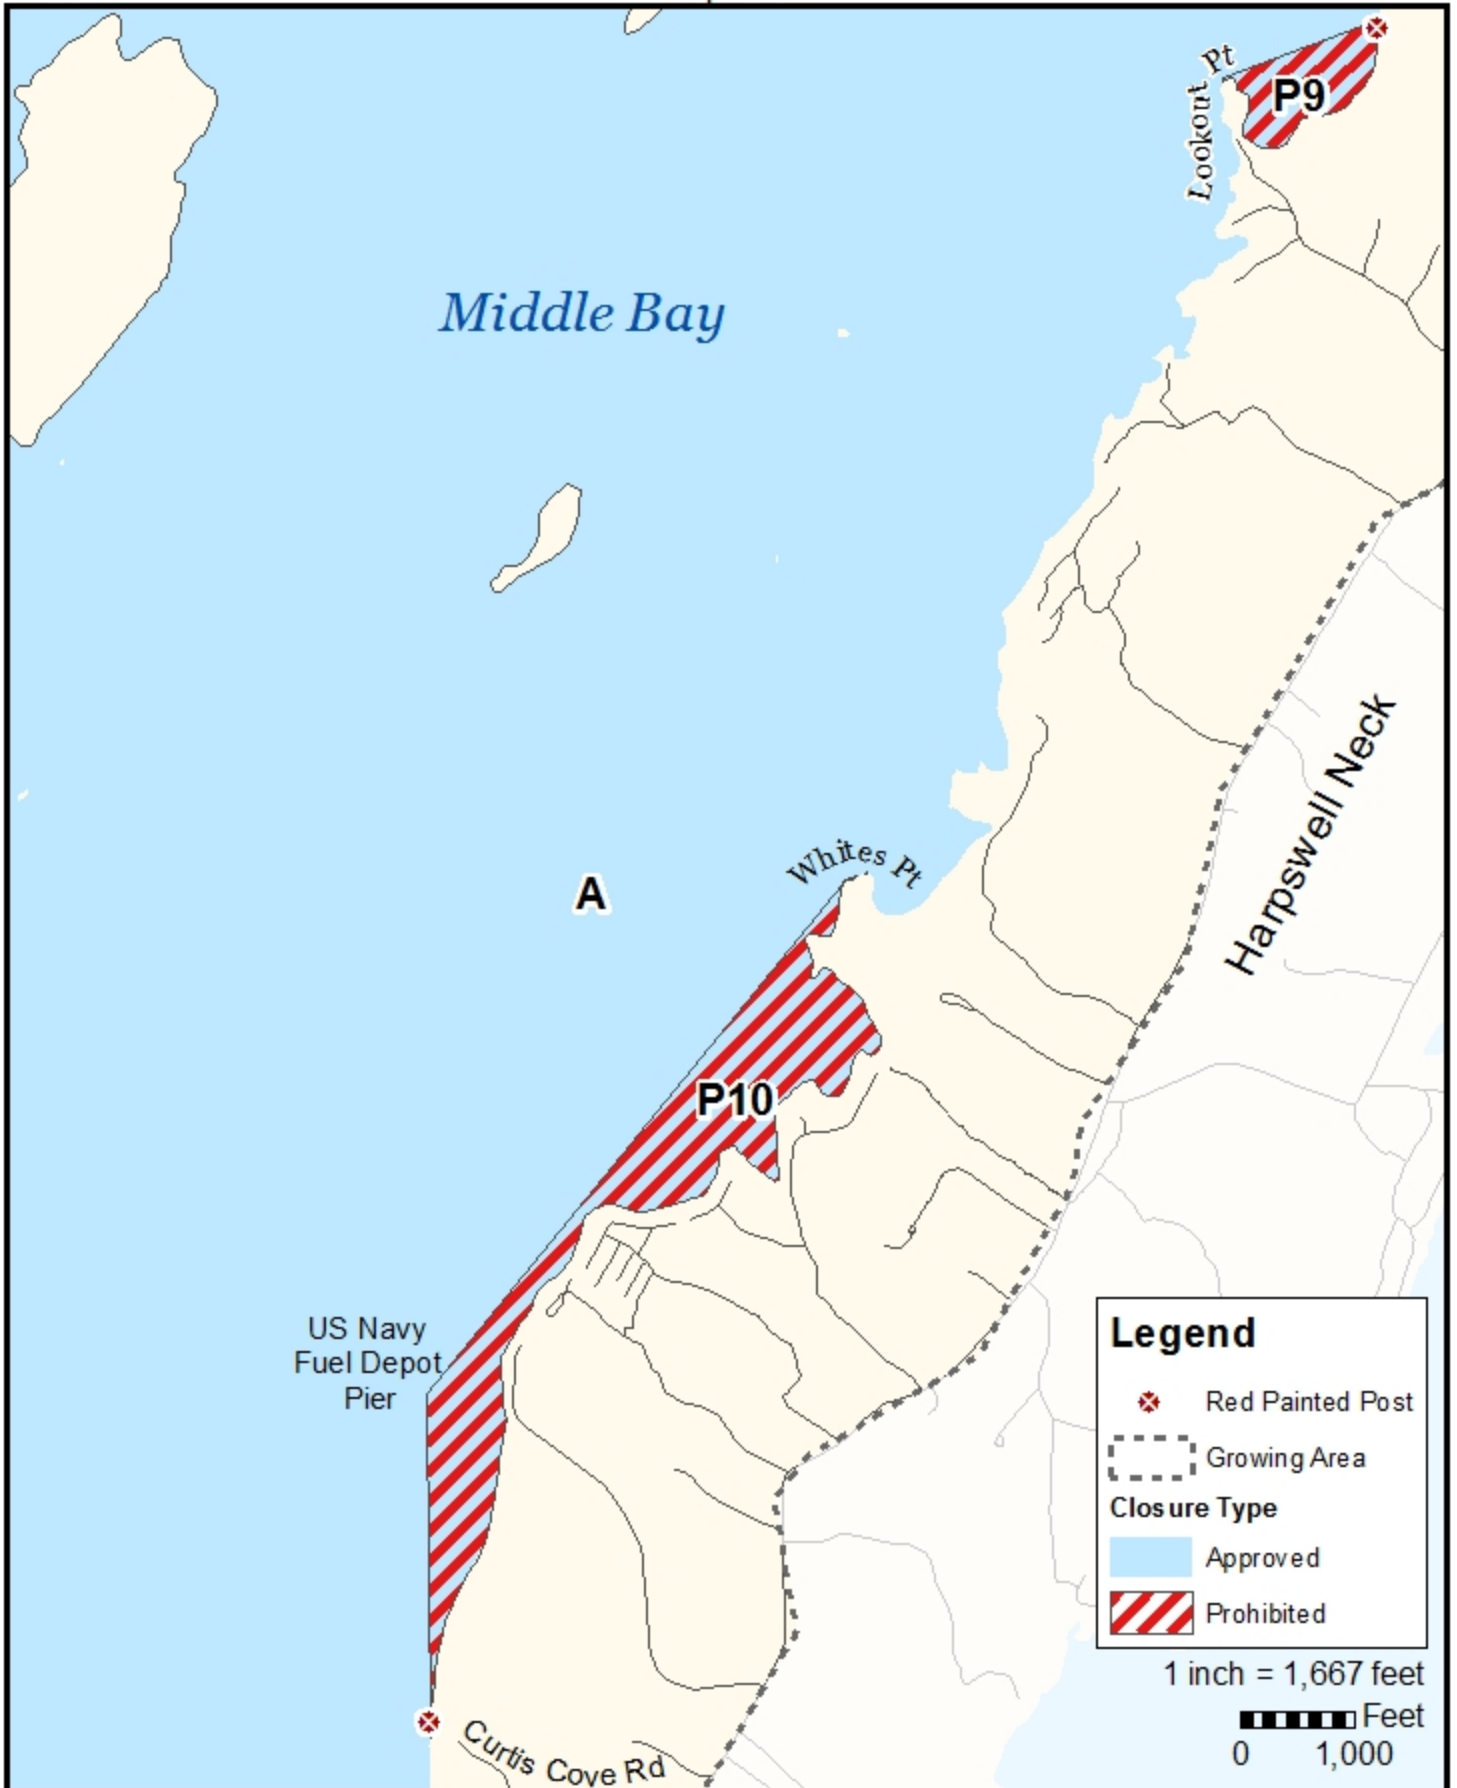 Lookout Pt
P9
Middle Bay
Harpswell Neck
Whites Pt
A
P10
US Navy
Fuel Depot
Pier
Curtis Cove Rd
Legend
Red Painted Post
Growing Area
Closure Type
Approved
Prohibited
1 inch = 1,667 feet
Feet
0 1,000